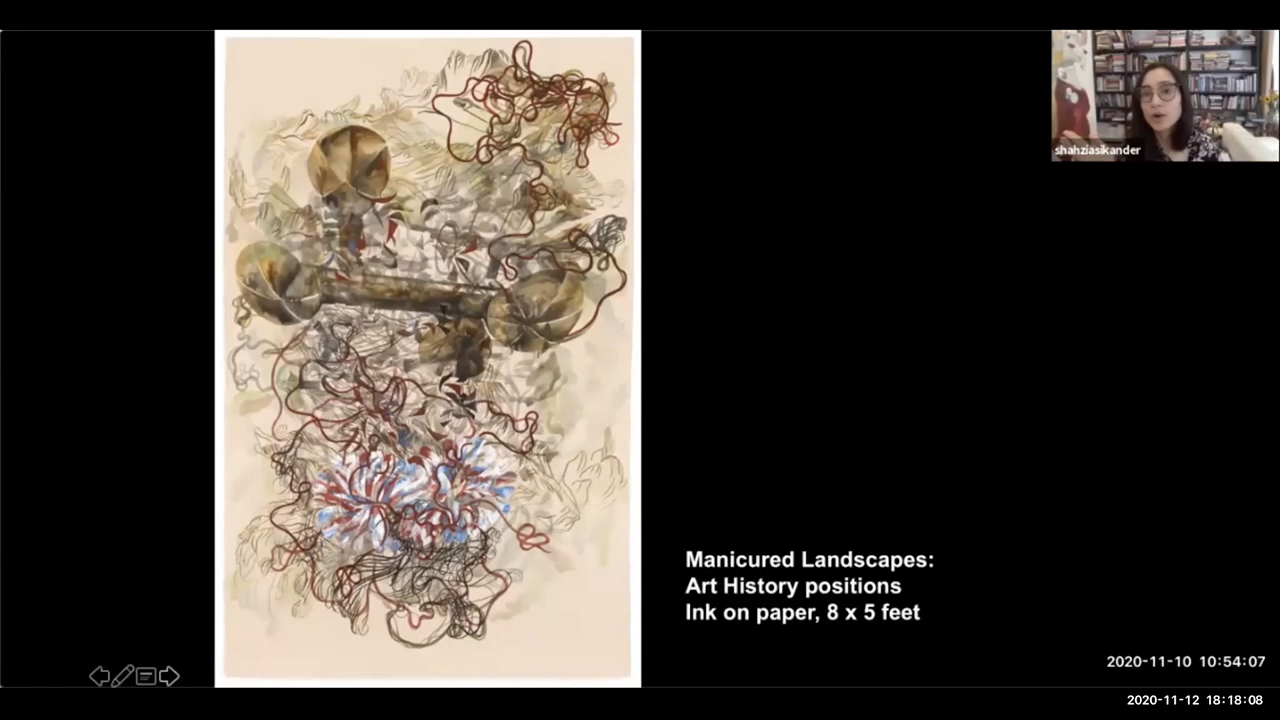 shahziasikander
Manicured Landscapes:
Art History positions
Ink on paper, 8 x 5 feet
2020-11-10 10:54:07
2020-11-12 18:18:08